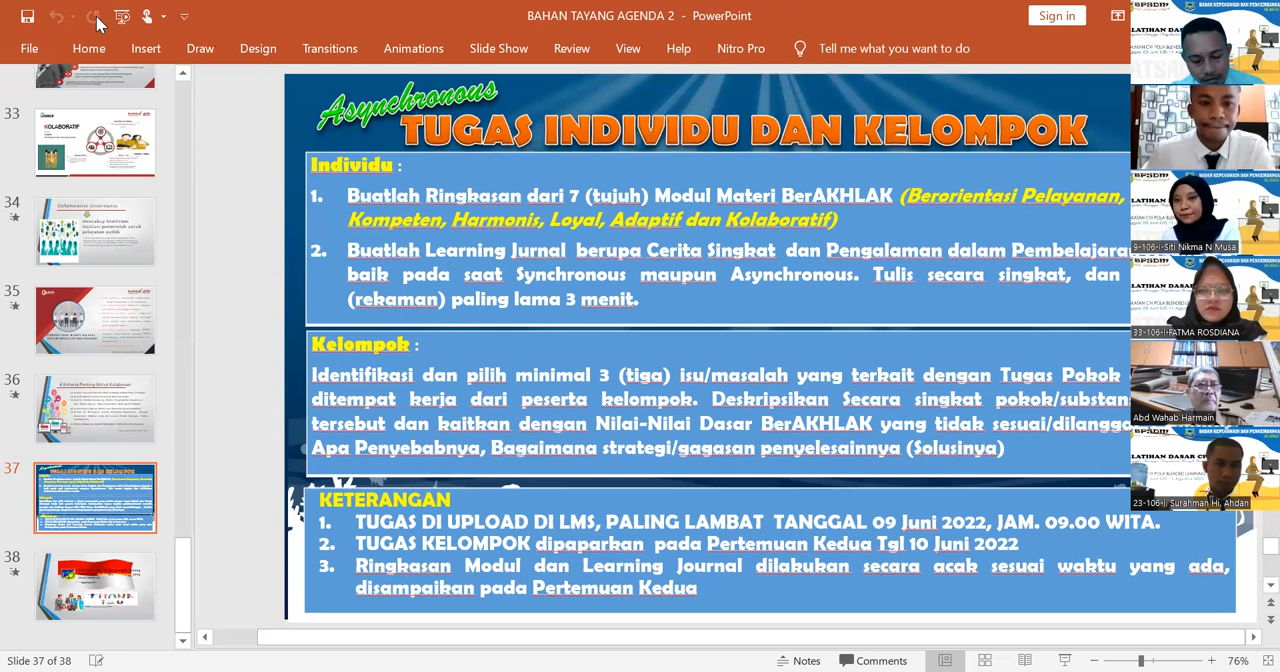 BAHAN TAYANG AGENDA 2 - PowerPoint
Sign in
File Home Insert Draw Design Transitions Animations Slide Show Review View Help Nitro Pro Tell me what you want to do
33
KOLABORATIF
34
Collaborative Governance
mencakup kemitraan
institusi pemerintah untuk
pelayanan publik
35
36
37
38
Asynchronous
TUGAS INDIVIDU DAN KELOMPOK
Individu :
1. Buatlah Ringkasan dari 7 (tujuh) Modul Materi BerAKHLAK (Berorientasi Pelayanan,
Kompeten, Harmonis, Loyal, Adaptif dan Kolaboratif)
2. Buatlah Learning Jurnal berupa Cerita Singkat dan Pengalaman dalam Pembelajara
baik pada saat Synchronous maupun Asynchronous. Tulis secara singkat, dan
(rekaman) paling lama 3 menit.
Kelompok :
Identifikasi dan pilih minimal 3 (tiga) isu/masalah yang terkait dengan Tugas Pokok
ditempat kerja dari peserta kelompok. Deskripsikan Secara singkat pokok/substan
tersebut dan kaitkan dengan Nilai-Nilai Dasar BerAKHLAK yang tidak sesuai/dilangga
Apa Penyebabnya, Bagaimana strategi/gagasan penyelesainnya (Solusinya)
KETERANGAN
1. TUGAS DIUPLOAD DI LMS, PALING LAMBAT TANGGAL 09 Juni 2022, JAM. 09.00 WITA.
2. TUGAS KELOMPOK dipaparkan pada Pertemuan Kedua Tgl 10 Juni 2022
3. Ringkasan Modul dan Learning Journal dilakukan secara acak sesuai waktu yang ada,
disampaikan pada Pertemuan Kedua
BPSDM
9-106-I-Siti Nikma N Musa
33-106-I-FATMA ROSDIANA
Abd Wahab Harmain
23-106-I. Surahman Hi. Ahdan
Slide 37 of 38
Notes
Comments
76%